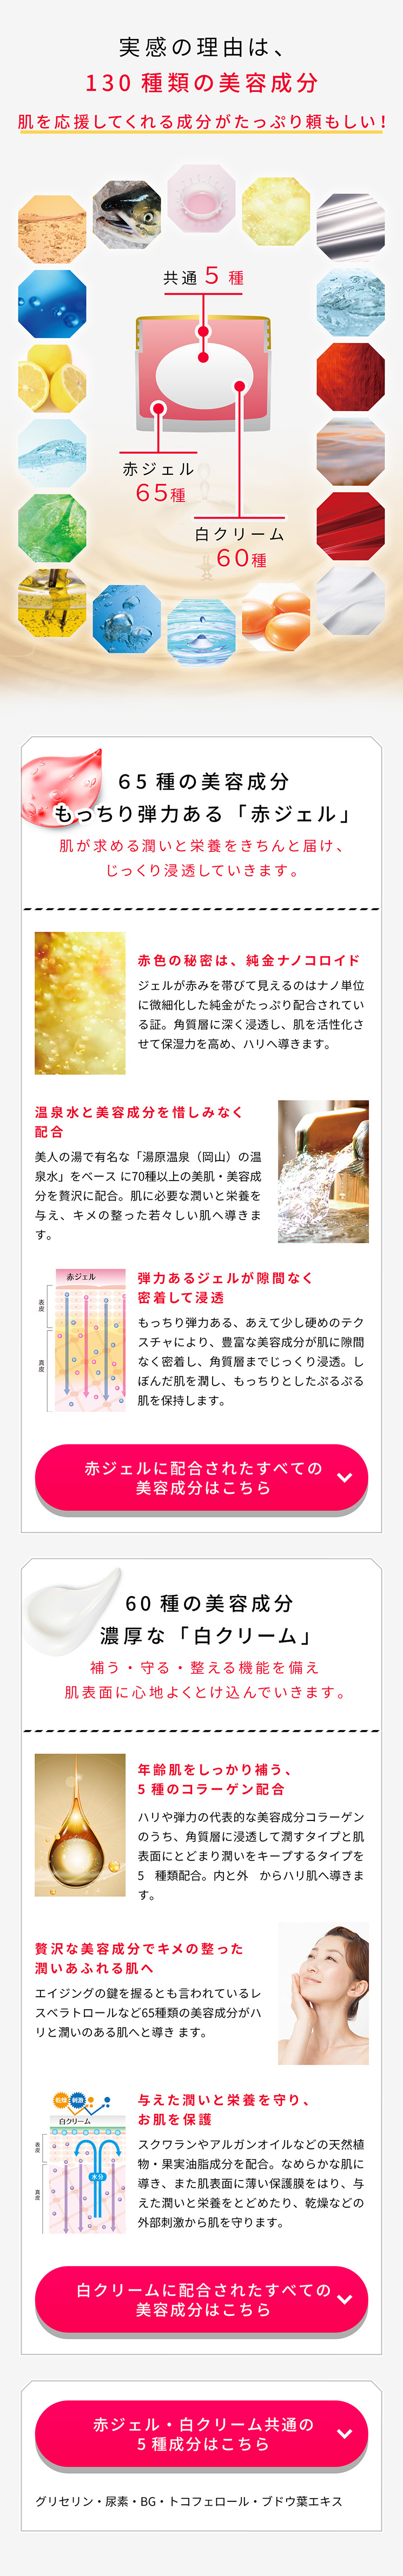 実感の理由は、
130 種類の美容成分
肌を応援してくれる成分がたっぷり頼もしい！
共通 5 種
赤ジェル
65種
白クリーム
60種
65 種の美容成分
もっちり弾力ある「赤ジェル」
肌が求める潤いと栄養をきちんと届け、
じっくり浸透していきます。
赤色の秘密は、純金ナノコロイド
ジェルが赤みを帯びて見えるのはナノ単位
に微細化した純金がたっぷり配合されてい
る証。角質層に深く浸透し、肌を活性化さ
せて保湿力を高め、ハリへ導きます。
温泉水と美容成分を惜しみなく
配合
美人の湯で有名な「湯原温泉（岡山）の温
泉水」をベース に70種以上の美肌・美容成
分を贅沢に配合。肌に必要な潤いと栄養を
与え、キメの整った若々しい肌へ導きま
す。
赤ジェル
表皮
真皮
弾力あるジェルが隙間なく
密着して浸透
もっちり弾力ある、あえて少し硬めのテク
スチャにより、豊富な美容成分が肌に隙間
なく密着し、角質層までじっくり浸透。し
ぼんだ肌を潤し、もっちりとしたぷるぷる
肌を保持します。
赤ジェルに配合されたすべての
美容成分はこちら
60 種の美容成分
濃厚な「白クリーム」
補う・守る・整える機能を備え
肌表面に心地よくとけ込んでいきます。
年齢肌をしっかり補う、
5 種のコラーゲン配合
ハリや弾力の代表的な美容成分コラーゲン
のうち、角質層に浸透して潤すタイプと肌
表面にとどまり潤いをキープするタイプを
5　種類配合。内と外　からハリ肌へ導きま
す。
贅沢な美容成分でキメの整った
潤いあふれる肌へ
エイジングの鍵を握るとも言われているレ
スベラトロールなど65種類の美容成分がハ
リと潤いのある肌へと導き ます。
乾燥 刺激
白クリーム
表皮
水分
真皮
与えた潤いと栄養を守り、
お肌を保護
スクワランやアルガンオイルなどの天然植
物・果実油脂成分を配合。なめらかな肌に
導き、また肌表面に薄い保護膜をはり、与
えた潤いと栄養をとどめたり、乾燥などの
外部刺激から肌を守ります。
白クリームに配合されたすべての
美容成分はこちら
赤ジェル・白クリーム共通の
5 種成分はこちら
グリセリン・尿素・BG・トコフェロール・ブドウ葉エキス